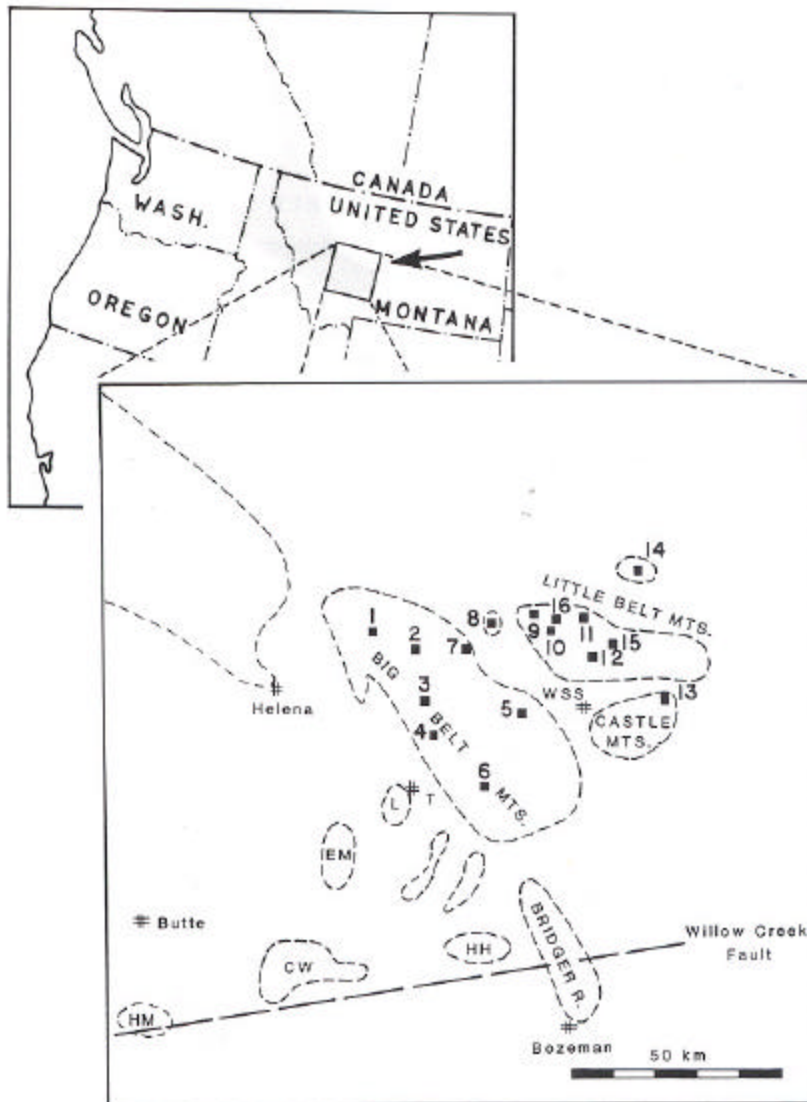 CANADA
UNITED STATES
WASH.
OREGON
MONTANA
14
LITTLE BELT MTS.
1
2
3
4
5
6
7
8
9
16
10
11
12
15
13
BIG BELT MTS.
WSS
CASTLE
MTS.
Helena
L
T
EM
Butte
CW
HH
BRIDGER R.
Willow Creek
Fault
HM
Bozeman
50 km